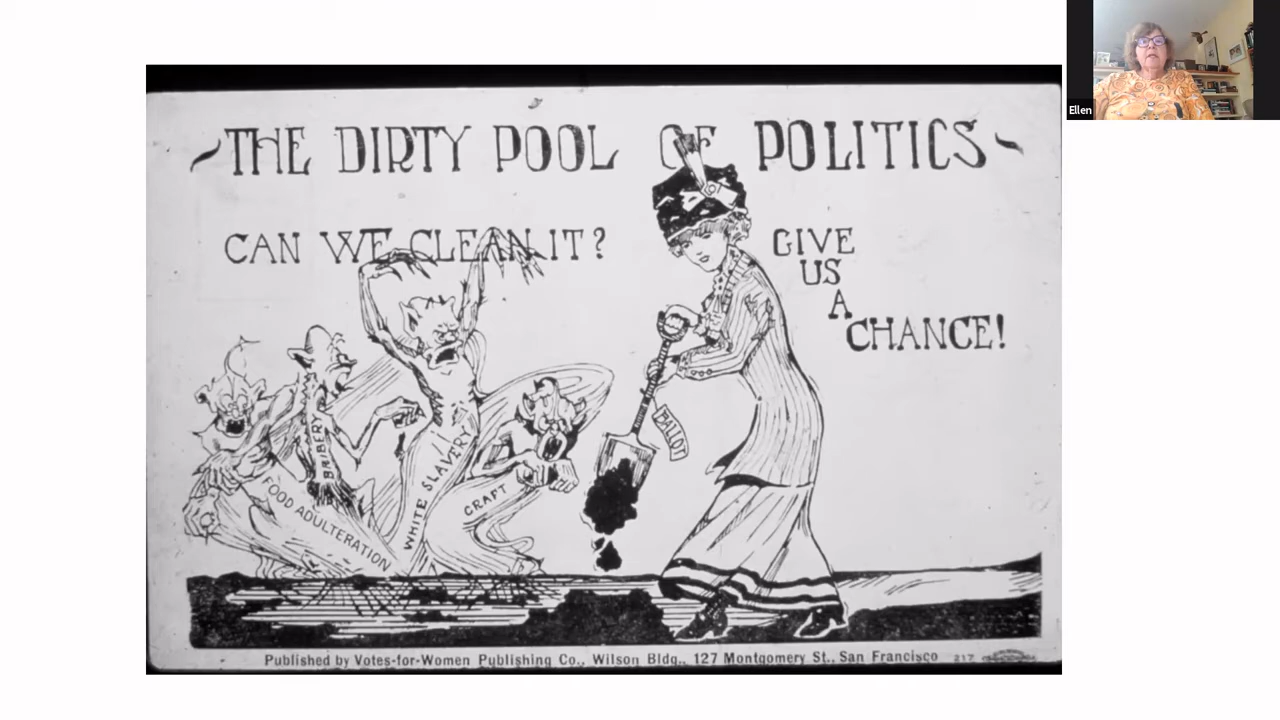 THE DIRTY POOL OF POLITICS
CAN WE CLEAN IT?
GIVE
US
A
CHANCE!
BALLOT
BRIBERY
FOOD ADULTERATION
WHITE SLAVERY
GRAFT
Published by Votes-for-Women Publishing Co., Wilson Bldg., 127 Montgomery St., San Francisco
217
Ellen